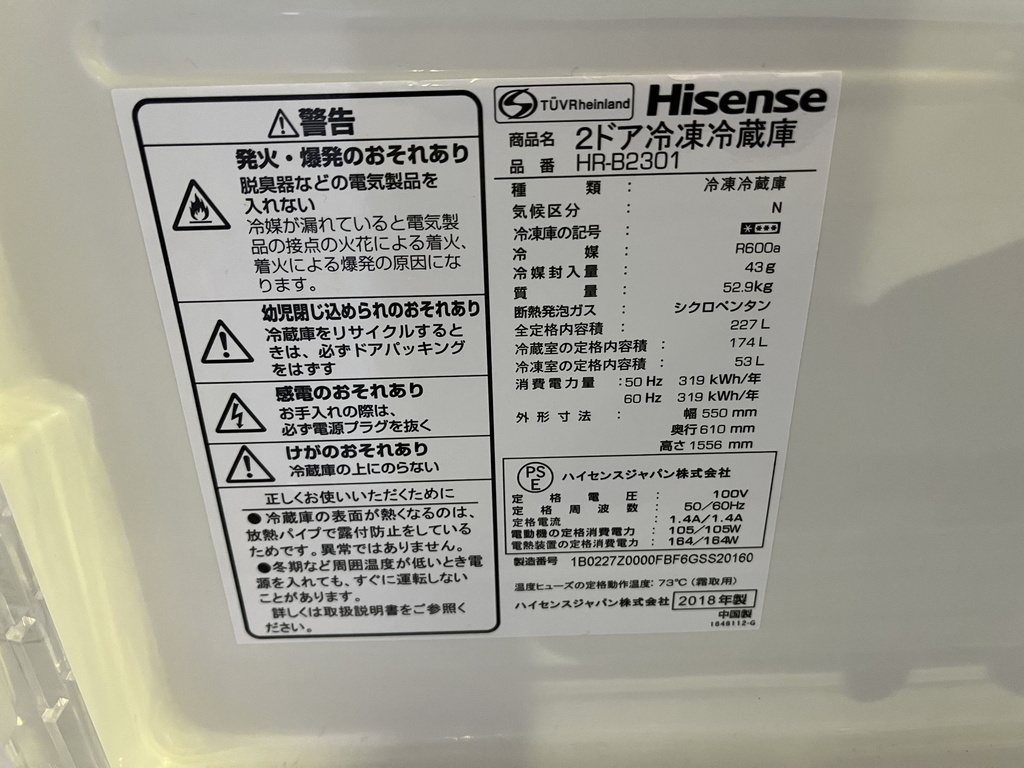 警告
発火・爆発のおそれあり
脱臭器などの電気製品を
入れない
冷媒が漏れていると電気製
品の接点の火花による着火、
着火による爆発の原因にな
ります。
幼児閉じ込められのおそれあり
冷蔵庫をリサイクルすると
きは、必ずドアパッキング
をはずす
感電のおそれあり
お手入れの際は、
必ず電源プラグを抜く
けがのおそれあり
冷蔵庫の上にのらない
正しくお使いいただくために
●冷蔵庫の表面が熱くなるのは、
放熱パイプで露付防止をしている
ためです。異常ではありません。
●冬期など周囲温度が低いとき電
源を入れても、すぐに運転しない
ことがあります。
詳しくは取扱説明書をご参照く
ださい。
TÜVRheinland Hisense
商品名 2ドア冷凍冷蔵庫
品番 HR-B2301
種類 : 冷凍冷蔵庫
気候区分 : N
冷凍庫の記号 : * ***
冷媒 : R600a
冷媒封入量 : 43g
質量 : 52.9kg
断熱発泡ガス : シクロペンタン
全定格内容積 : 227 L
冷蔵室の定格内容積 : 174 L
冷凍室の定格内容積 : 53 L
消費電力量 : 50 Hz 319 kWh/年
60 Hz 319 kWh/年
外形寸法 : 幅 550 mm
奥行 610 mm
高さ 1556 mm
PSE ハイセンスジャパン株式会社
定格電圧 : 100V
定格周波数 : 50/60Hz
定格電流 : 1.4A/1.4A
電動機の定格消費電力 : 105/105W
電熱装置の定格消費電力 : 164/164W
製造番号 1B0227Z0000FBF6GSS20160
温度ヒューズの定格動作温度: 73℃(霜取用)
ハイセンスジャパン株式会社 2018年製
中国製
1848112-G